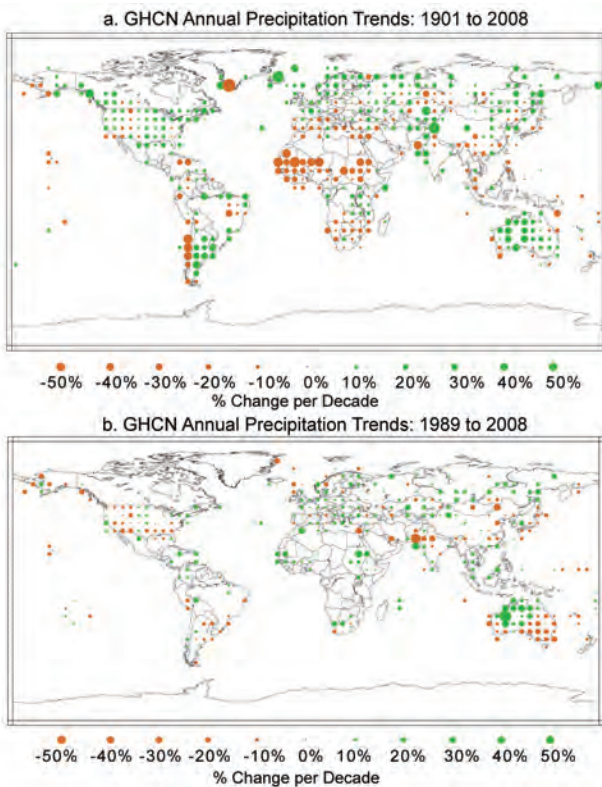 a. GHCN Annual Precipitation Trends: 1901 to 2008
-50% -40% -30% -20% -10% 0% 10% 20% 30% 40% 50%
% Change per Decade
b. GHCN Annual Precipitation Trends: 1989 to 2008
-50% -40% -30% -20% -10% 0% 10% 20% 30% 40% 50%
% Change per Decade